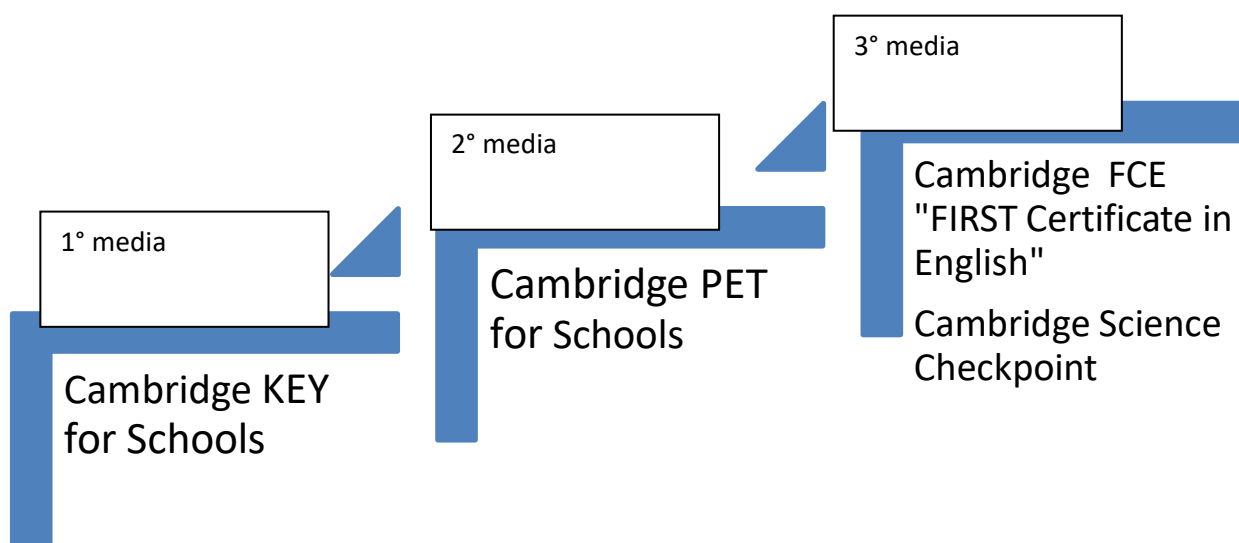 1° media
Cambridge KEY
for Schools
2° media
Cambridge PET
for Schools
3° media
Cambridge  FCE
"FIRST Certificate in
English"
Cambridge Science
Checkpoint